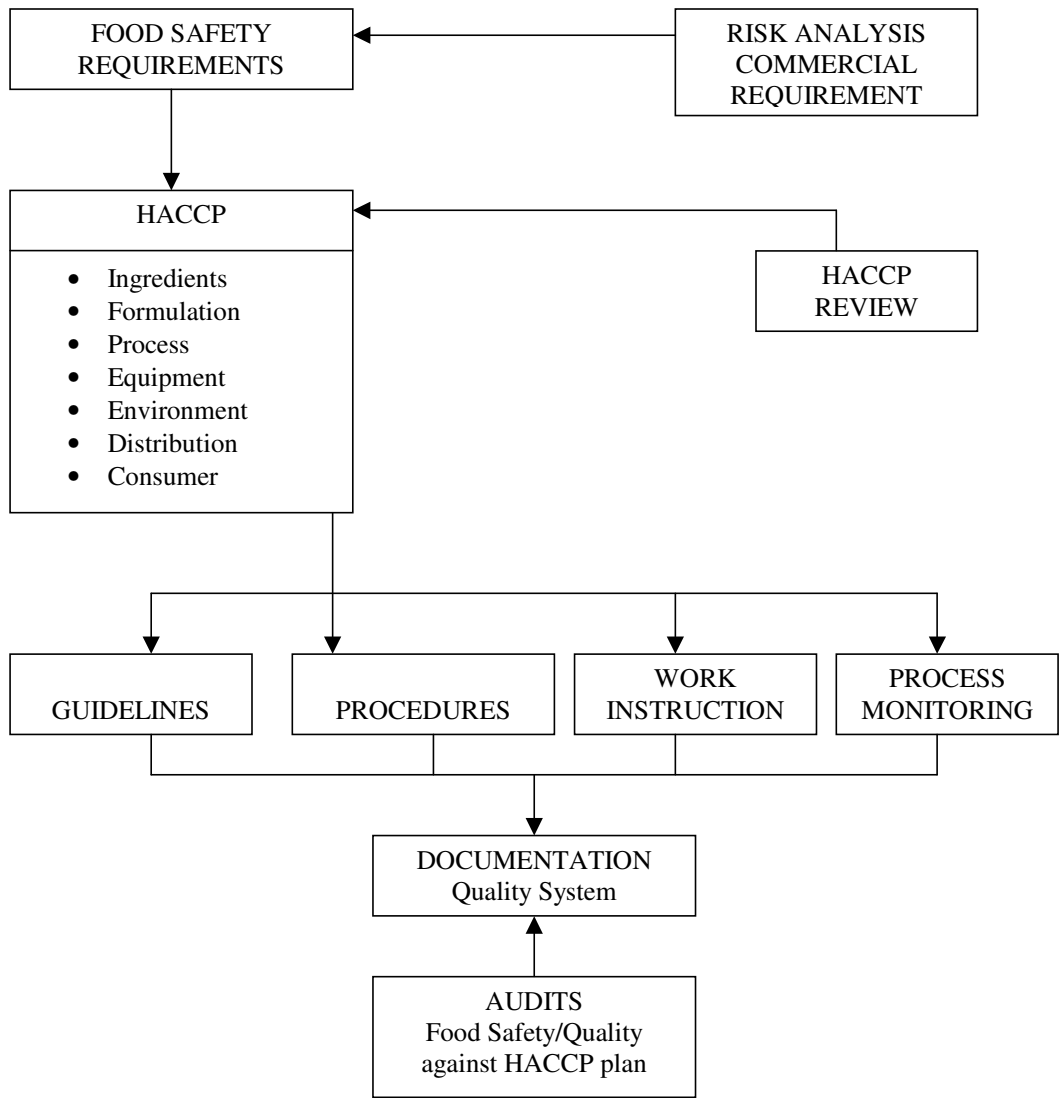 FOOD SAFETY
REQUIREMENTS
RISK ANALYSIS
COMMERCIAL
REQUIREMENT
HACCP
• Ingredients
• Formulation
• Process
• Equipment
• Environment
• Distribution
• Consumer
HACCP
REVIEW
GUIDELINES
PROCEDURES
WORK
INSTRUCTION
PROCESS
MONITORING
DOCUMENTATION
Quality System
AUDITS
Food Safety/Quality
against HACCP plan